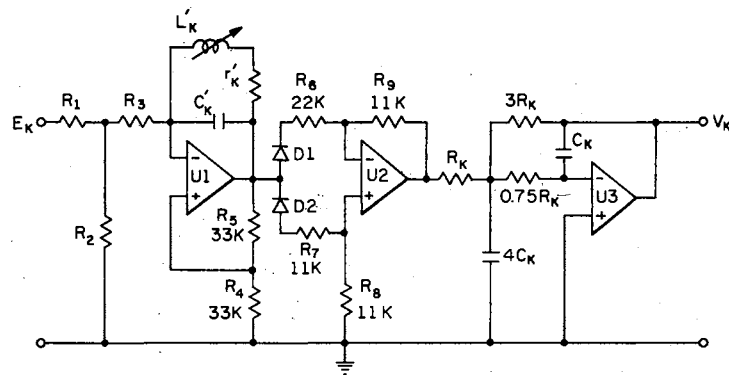 L'K
r'K
C'K
EK
R1
R3
R2
U1
R5
33K
R4
33K
D1
D2
R6
22K
R9
11K
U2
R7
11K
R8
11K
RK
3RK
CK
0.75RK
U3
4CK
VK